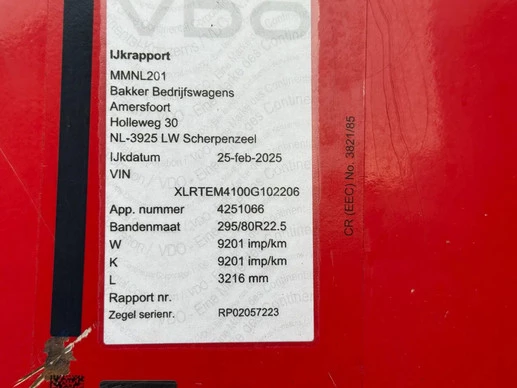 VDO
IJkrapport
MMNL201
Bakker Bedrijfswagens
Amersfoort
Holleweg 30
NL-3925 LW Scherpenzeel
IJkdatum 25-feb-2025
VIN
XLRTEM4100G102206
App. nummer 4251066
Bandenmaat 295/80R22.5
W 9201 imp/km
K 9201 imp/km
L 3216 mm
Rapport nr.
Zegel serienr. RP02057223
CR (EEC) No. 3821/85